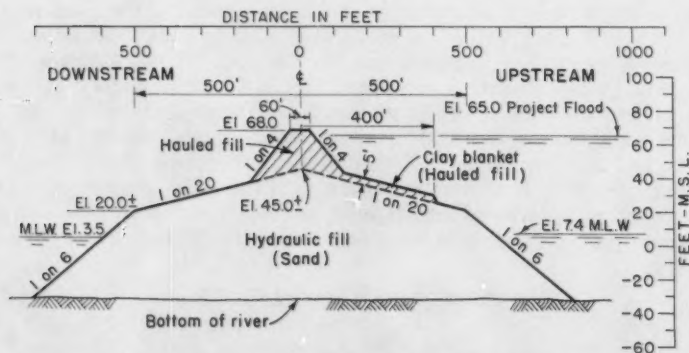 DISTANCE IN FEET
500 0 500 1000
DOWNSTREAM ℄ UPSTREAM
500' 500'
60'
400'
El. 65.0 Project Flood
El 68.0
Hauled fill
1 on 4
1 on 4
5'
Clay blanket
(Hauled fill)
1 on 20
1 on 20
El. 20.0±
El. 45.0±
M.L.W. El. 3.5
El. 7.4 M.L.W
Hydraulic fill
(Sand)
1 on 6
1 on 6
Bottom of river
100
80
60
40
20
0
-20
-40
-60
FEET-M.S.L.